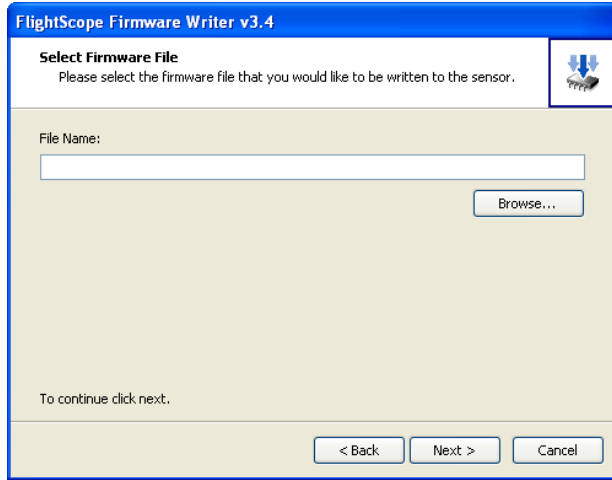 FlightScope Firmware Writer v3.4
Select Firmware File
Please select the firmware file that you would like to be written to the sensor.
File Name:
Browse...
To continue click next.
< Back
Next >
Cancel